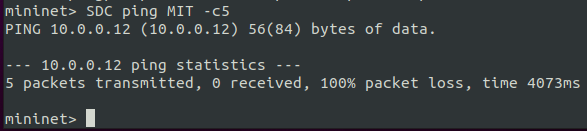 mininet> SDC ping MIT -c5
PING 10.0.0.12 (10.0.0.12) 56(84) bytes of data.
--- 10.0.0.12 ping statistics ---
5 packets transmitted, 0 received, 100% packet loss, time 4073ms
mininet>